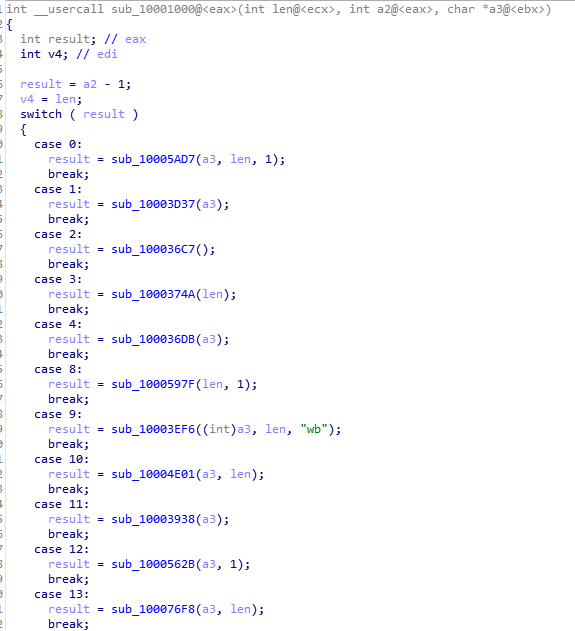 int __usercall sub_10001000@<eax>(int len@<ecx>, int a2@<eax>, char *a3@<ebx>)
{
  int result; // eax
  int v4; // edi

  result = a2 - 1;
  v4 = len;
  switch ( result )
  {
    case 0:
      result = sub_10005AD7(a3, len, 1);
      break;
    case 1:
      result = sub_10003D37(a3);
      break;
    case 2:
      result = sub_100036C7();
      break;
    case 3:
      result = sub_1000374A(len);
      break;
    case 4:
      result = sub_100036DB(a3);
      break;
    case 8:
      result = sub_1000597F(len, 1);
      break;
    case 9:
      result = sub_10003EF6((int)a3, len, "wb");
      break;
    case 10:
      result = sub_10004E01(a3, len);
      break;
    case 11:
      result = sub_10003938(a3);
      break;
    case 12:
      result = sub_1000562B(a3, 1);
      break;
    case 13:
      result = sub_100076F8(a3, len);
      break;